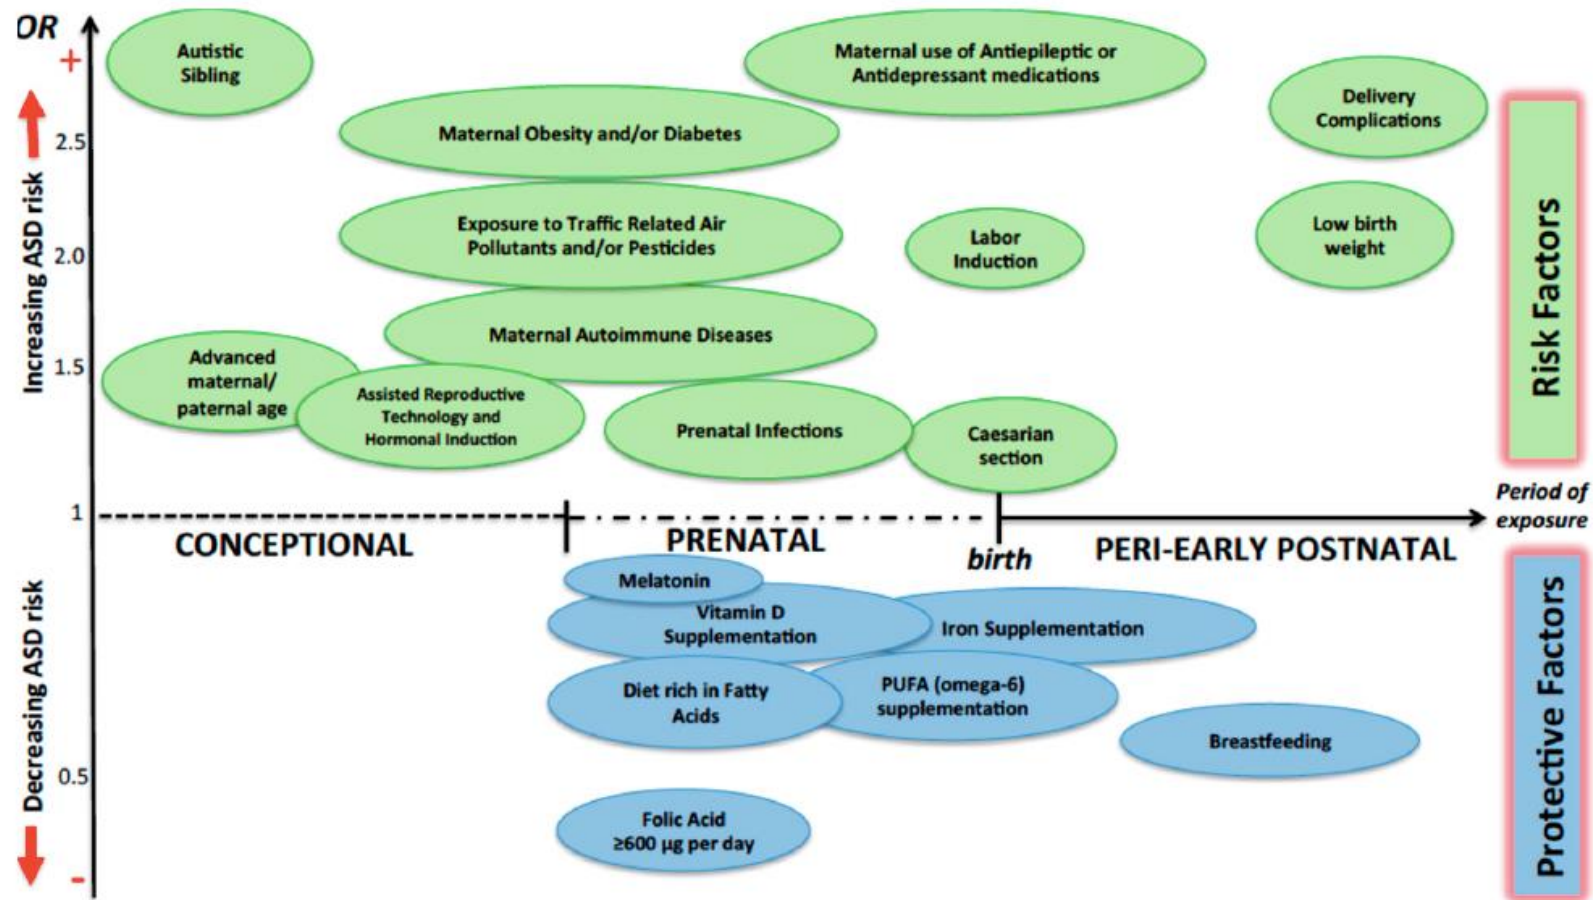 OR
+
Increasing ASD risk
2.5
2.0
1.5
1
Decreasing ASD risk
0.5
-
Autistic
Sibling
Maternal use of Antiepileptic or
Antidepressant medications
Delivery
Complications
Maternal Obesity and/or Diabetes
Exposure to Traffic Related Air
Pollutants and/or Pesticides
Labor
Induction
Low birth
weight
Maternal Autoimmune Diseases
Advanced
maternal/
paternal age
Assisted Reproductive
Technology and
Hormonal Induction
Prenatal Infections
Caesarian
section
Risk Factors
Period of
exposure
CONCEPTIONAL
PRENATAL
birth
PERI-EARLY POSTNATAL
Melatonin
Vitamin D
Supplementation
Iron Supplementation
Diet rich in Fatty
Acids
PUFA (omega-6)
supplementation
Breastfeeding
Folic Acid
≥600 µg per day
Protective Factors